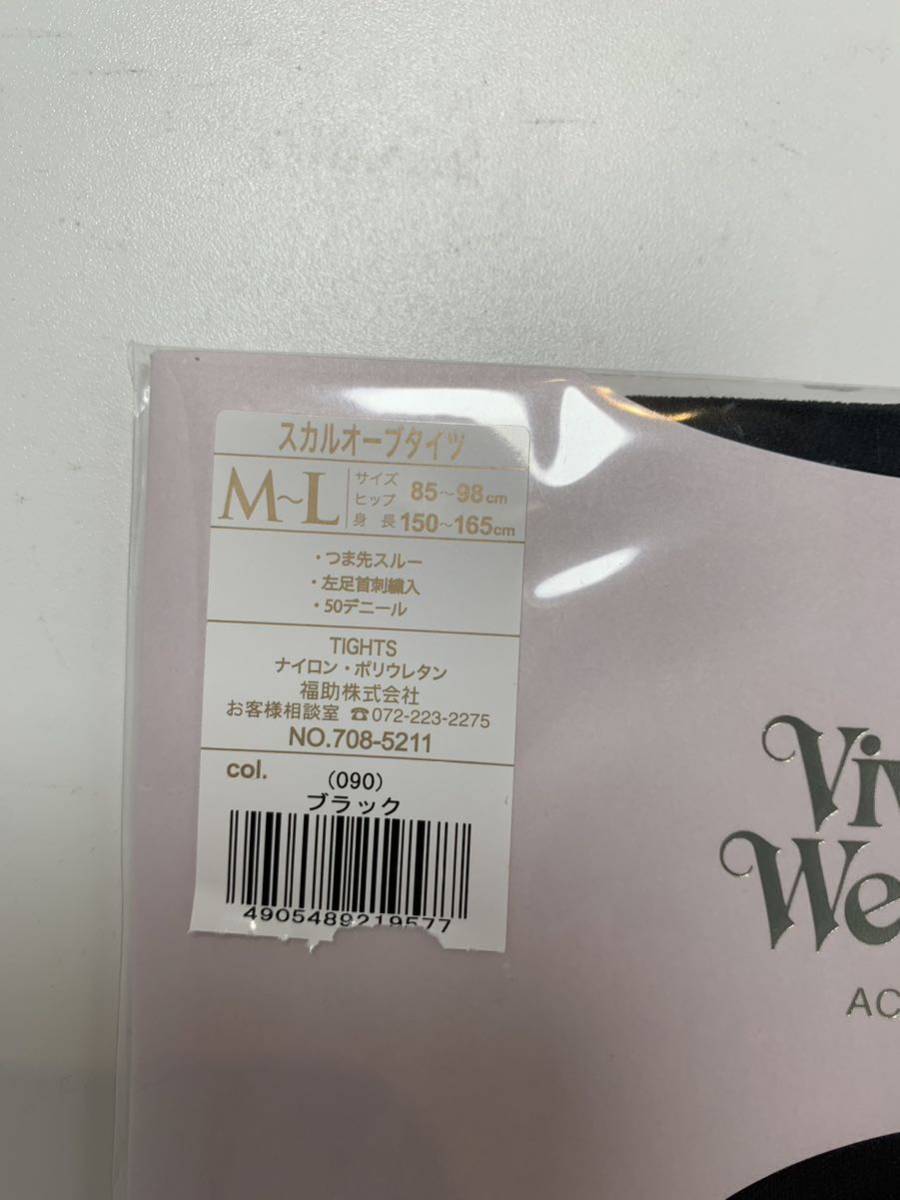 スカルオーブタイツ
M~L
サイズ
ヒップ 85~98cm
身長 150~165cm
・つま先スルー
・左足首刺繍入
・50デニール
TIGHTS
ナイロン・ポリウレタン
福助株式会社
お客様相談室 ☎072-223-2275
NO.708-5211
col. (090)
ブラック
4905489219577
Viv
We
AC